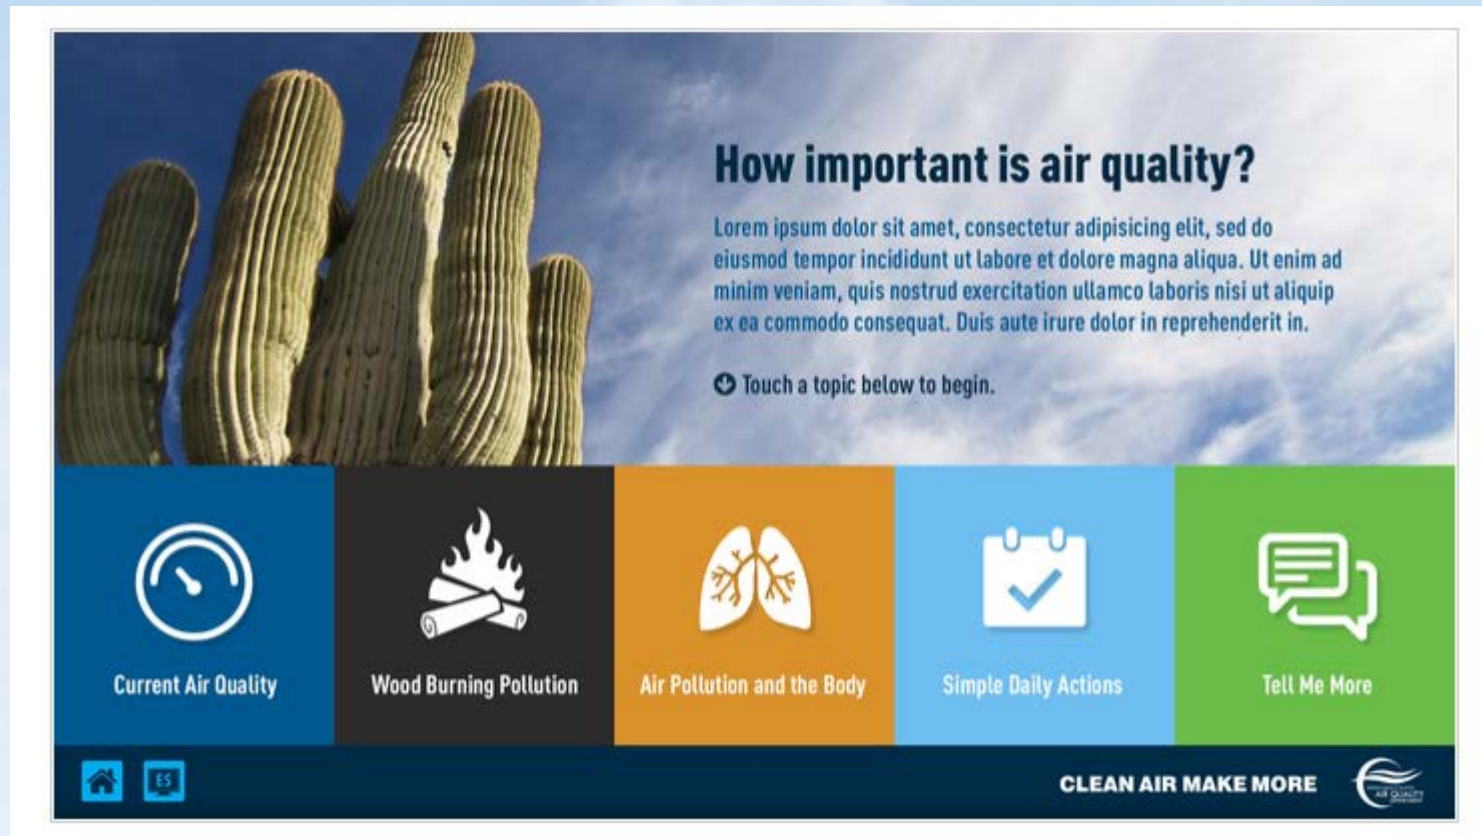 How important is air quality?
Lorem ipsum dolor sit amet, consectetur adipisicing elit, sed do
eiusmod tempor incididunt ut labore et dolore magna aliqua. Ut enim ad
minim veniam, quis nostrud exercitation ullamco laboris nisi ut aliquip
ex ea commodo consequat. Duis aute irure dolor in reprehenderit in.
Touch a topic below to begin.
Current Air Quality
Wood Burning Pollution
Air Pollution and the Body
Simple Daily Actions
Tell Me More
ES
CLEAN AIR MAKE MORE
AIR QUALITY